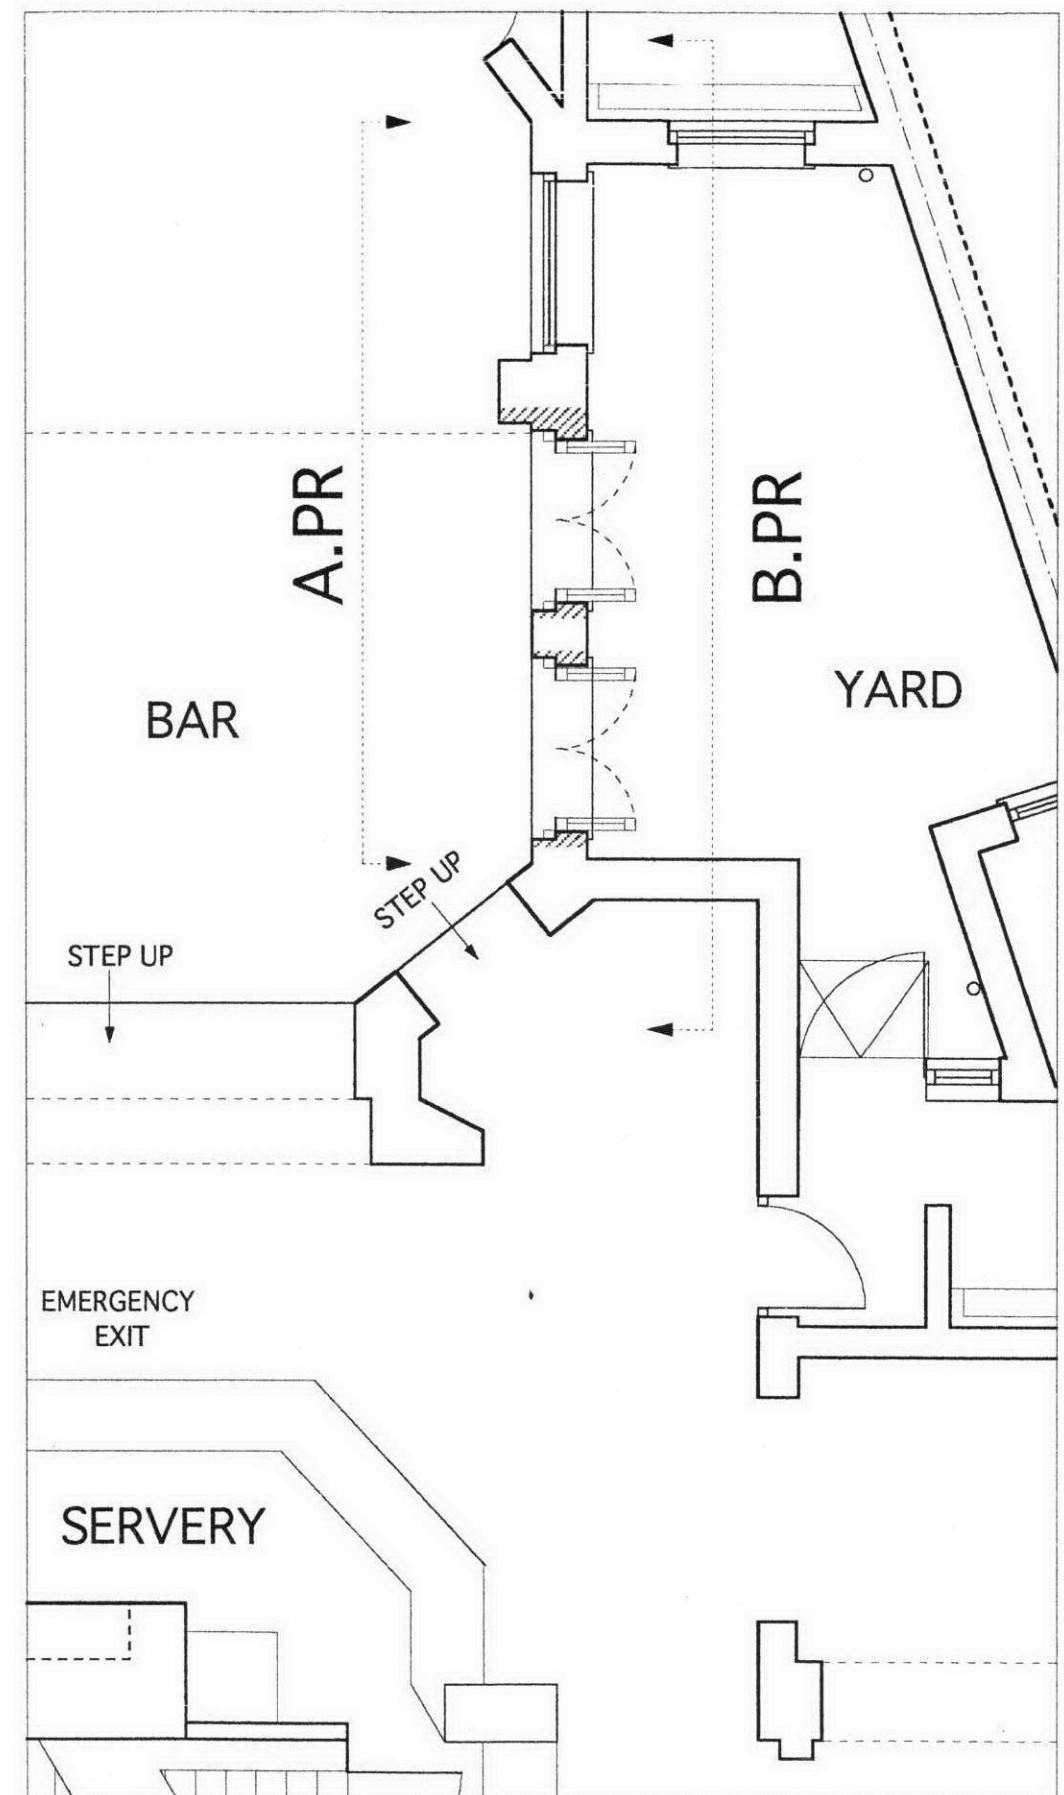 A.PR
B.PR
YARD
BAR
STEP UP
STEP UP
EMERGENCY
EXIT
SERVERY